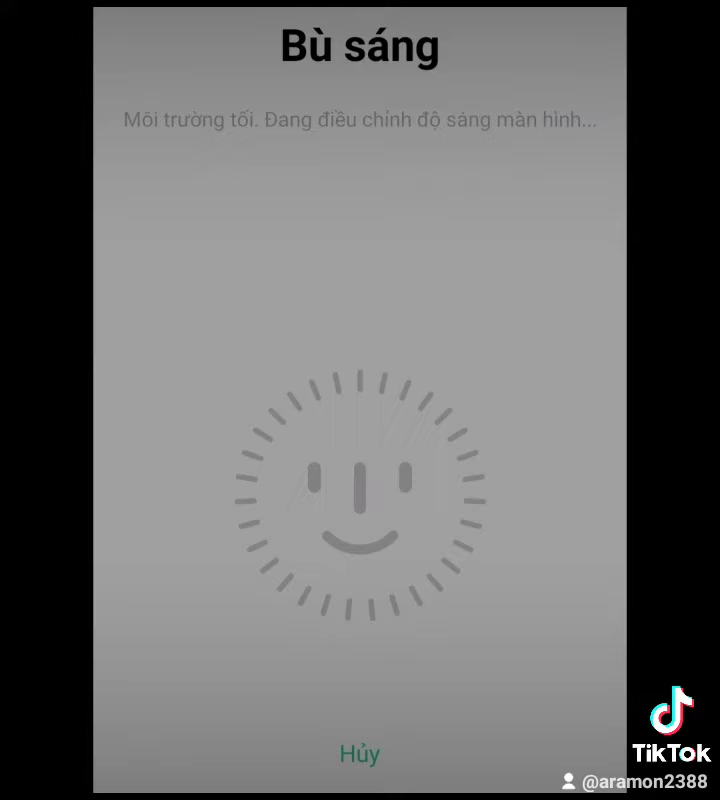 Bù sáng
Môi trường tối. Đang điều chỉnh độ sáng màn hình...
Hủy
TikTok
@aramon2388